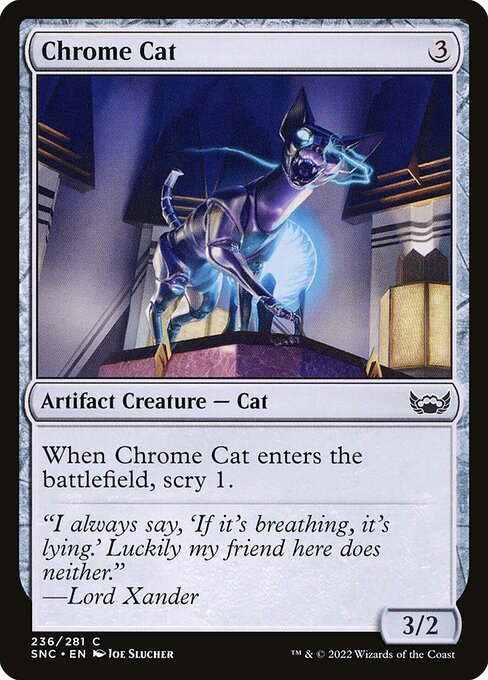 Chrome Cat
3
Artifact Creature — Cat
When Chrome Cat enters the
battlefield, scry 1.
“I always say, ‘If it’s breathing, it’s
lying.’ Luckily my friend here does
neither.”
—Lord Xander
3/2
236/281 C
SNC • EN Joe Slucher
™ & © 2022 Wizards of the Coast